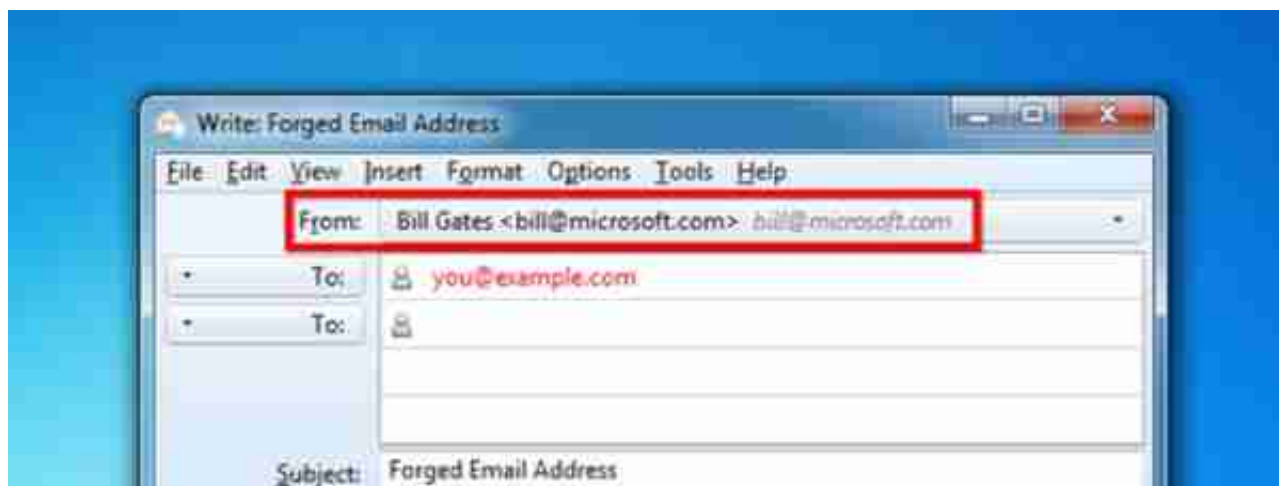 Write: Forged Email Address
File Edit View Insert Format Options Tools Help
From: Bill Gates <bill@microsoft.com> bill@microsoft.com
To: you@example.com
To:
Subject: Forged Email Address